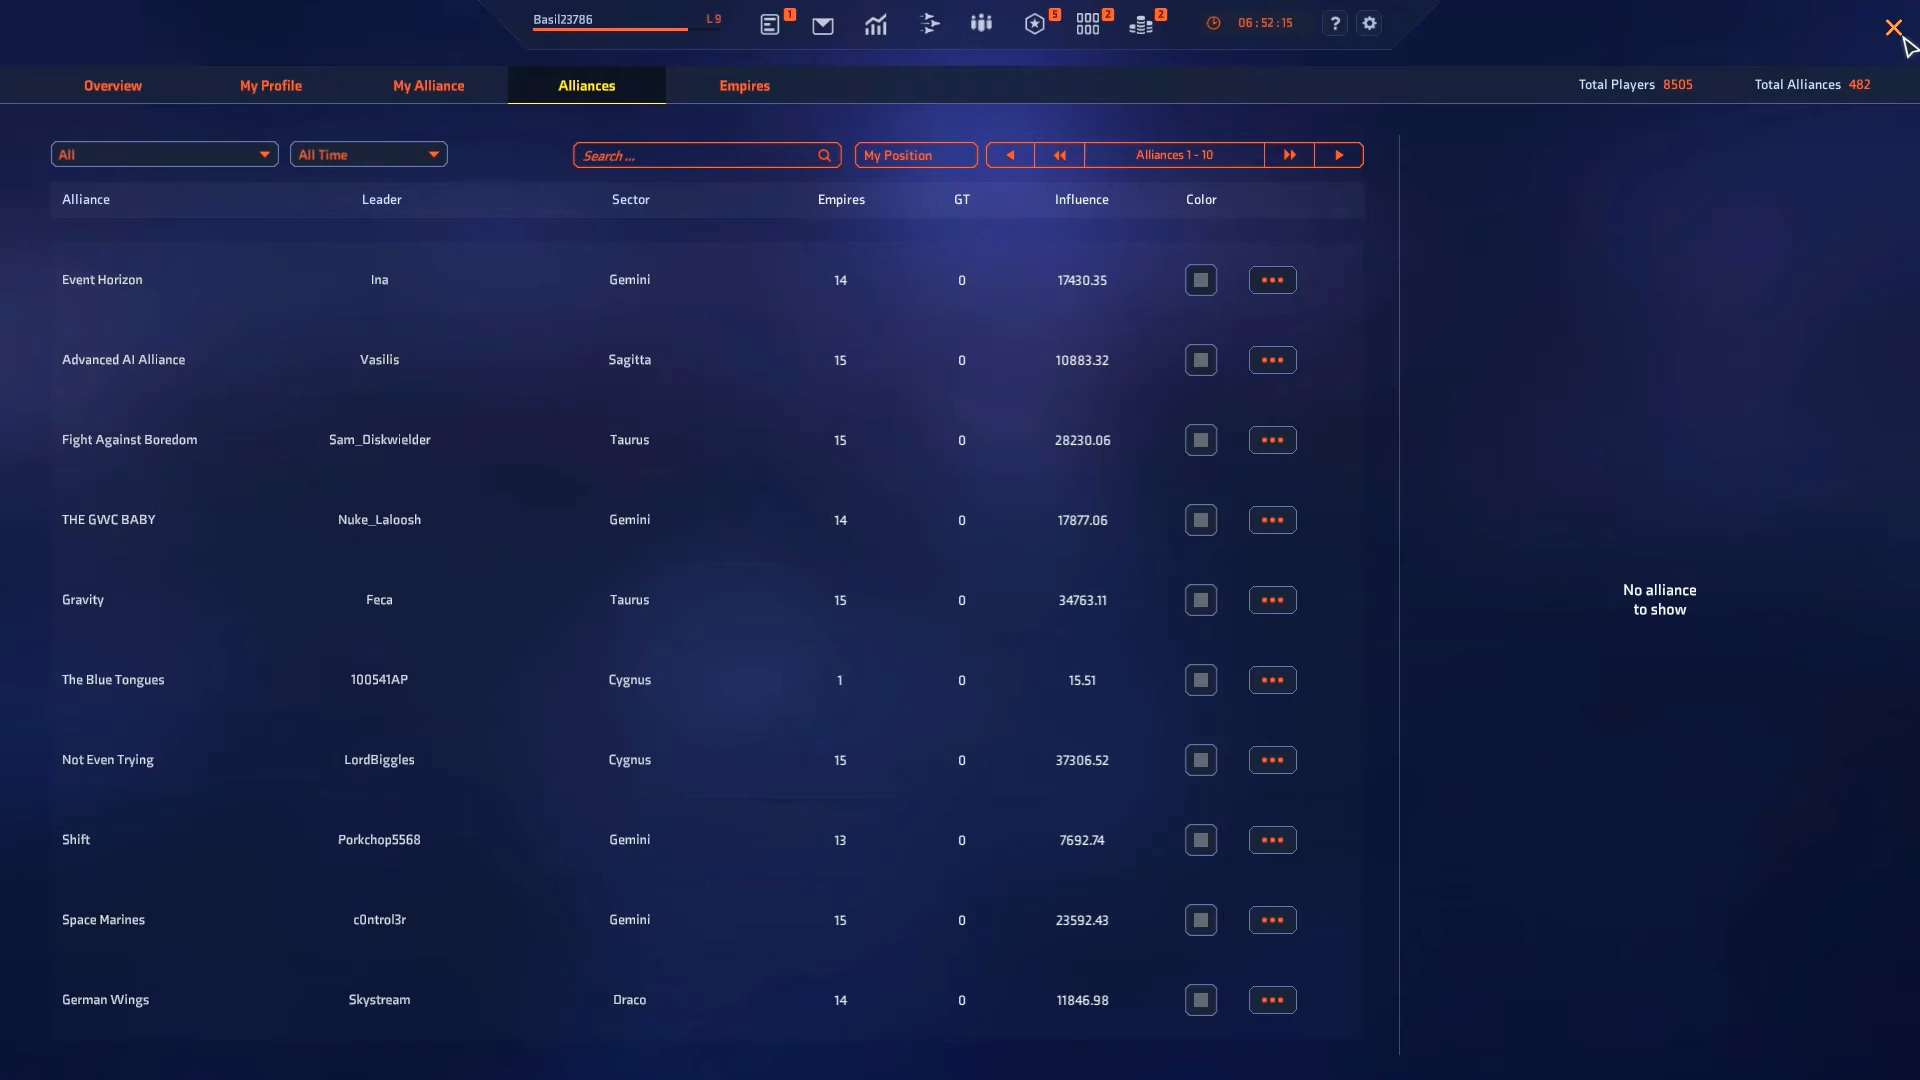 Basil23786 L 9 1 5 2 2 06:52:15 ?
Overview My Profile My Alliance Alliances Empires Total Players 8505 Total Alliances 482
All All Time Search ... My Position Alliances 1 - 10
Alliance Leader Sector Empires GT Influence Color
Event Horizon Ina Gemini 14 0 17430.35
Advanced AI Alliance Vasilis Sagitta 15 0 10883.32
Fight Against Boredom Sam_Diskwielder Taurus 15 0 28230.06
THE GWC BABY Nuke_Laloosh Gemini 14 0 17877.06
Gravity Feca Taurus 15 0 34763.11
The Blue Tongues 100541AP Cygnus 1 0 15.51
Not Even Trying LordBiggles Cygnus 15 0 37306.52
Shift Porkchop5568 Gemini 13 0 7692.74
Space Marines c0ntrol3r Gemini 15 0 23592.43
German Wings Skystream Draco 14 0 11846.98
No alliance
to show